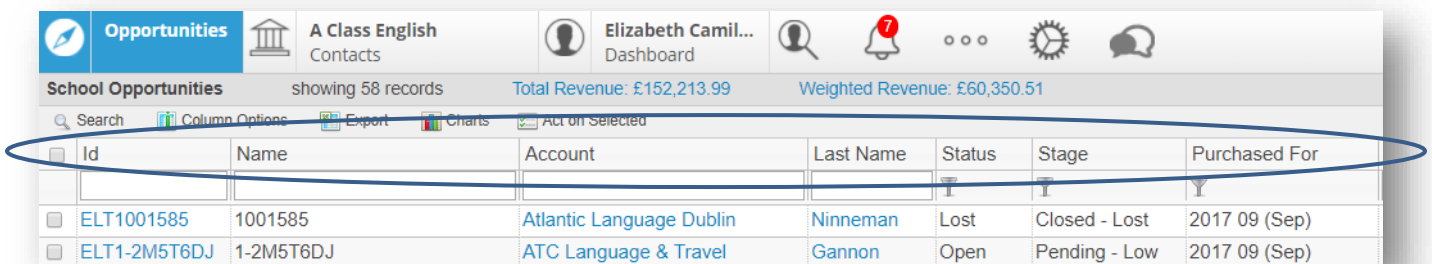 Opportunities A Class English Elizabeth Camil... 7
Contacts Dashboard
School Opportunities showing 58 records Total Revenue: £152,213.99 Weighted Revenue: £60,350.51
Search Column Options Export Charts Act on Selected
Id Name Account Last Name Status Stage Purchased For
ELT1001585 1001585 Atlantic Language Dublin Ninneman Lost Closed - Lost 2017 09 (Sep)
ELT1-2M5T6DJ 1-2M5T6DJ ATC Language & Travel Gannon Open Pending - Low 2017 09 (Sep)